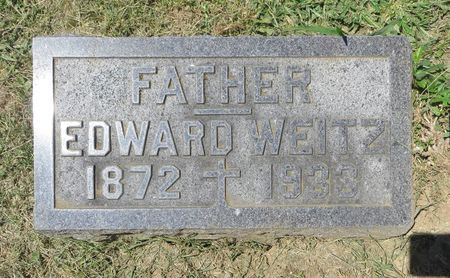 FATHER
EDWARD WEITZ
1872 † 1933